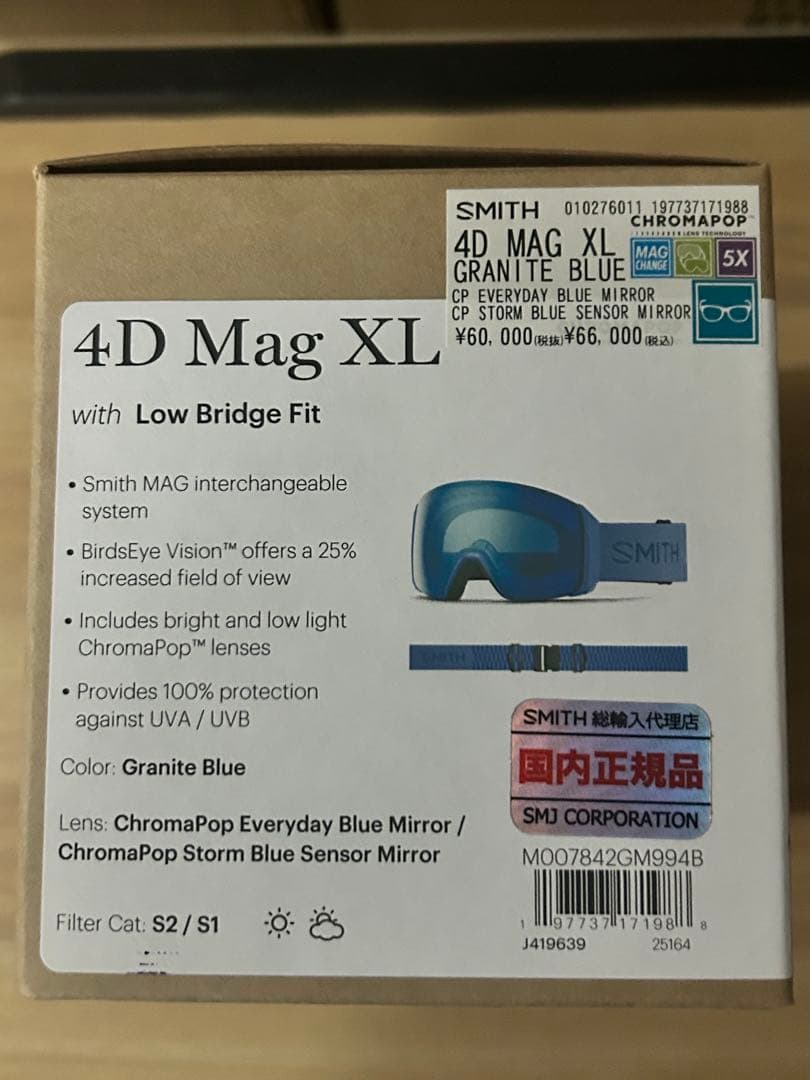 SMITH 010276011 197737171988
CHROMAPOP™
LENS TECHNOLOGY
4D MAG XL
GRANITE BLUE
MAG
CHANGE
5X
CP EVERYDAY BLUE MIRROR
CP STORM BLUE SENSOR MIRROR
¥60,000(税抜)¥66,000(税込)
4D Mag XL
with Low Bridge Fit
• Smith MAG interchangeable
system
• BirdsEye Vision™ offers a 25%
increased field of view
• Includes bright and low light
ChromaPop™ lenses
• Provides 100% protection
against UVA / UVB
Color: Granite Blue
Lens: ChromaPop Everyday Blue Mirror /
ChromaPop Storm Blue Sensor Mirror
Filter Cat: S2 / S1
SMITH
SMITH
SMITH 総輸入代理店
国内正規品
SMJ CORPORATION
M007842GM994B
1 97737 17198 8
J419639 25164